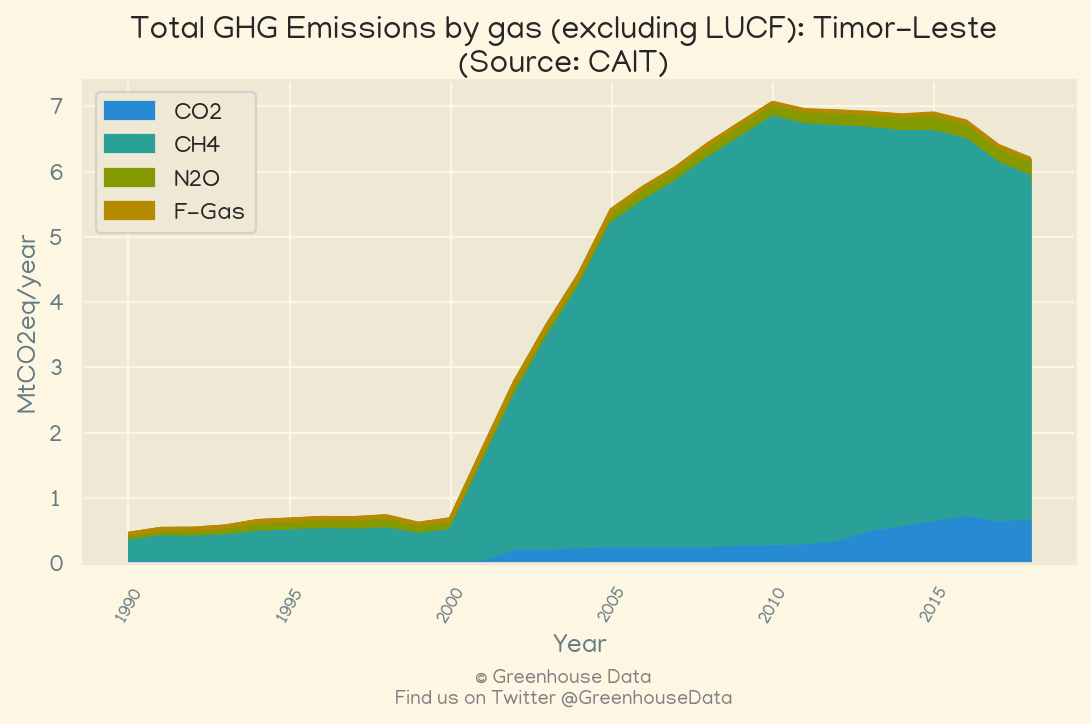 Total GHG Emissions by gas (excluding LUCF): Timor-Leste
(Source: CAIT)
CO2
CH4
N2O
F-Gas
MtCO2eq/year
7
6
5
4
3
2
1
0
1990
1995
2000
2005
2010
2015
Year
© Greenhouse Data
Find us on Twitter @GreenhouseData